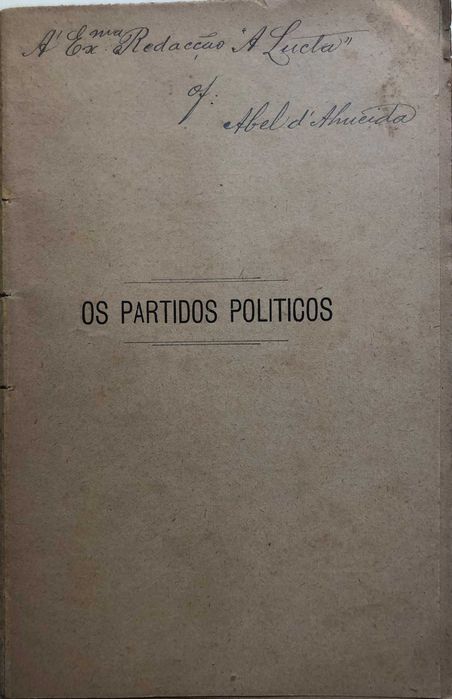 A' Ex.ma Redacção "A Lucta"
of.
Abel d'Almeida
OS PARTIDOS POLITICOS